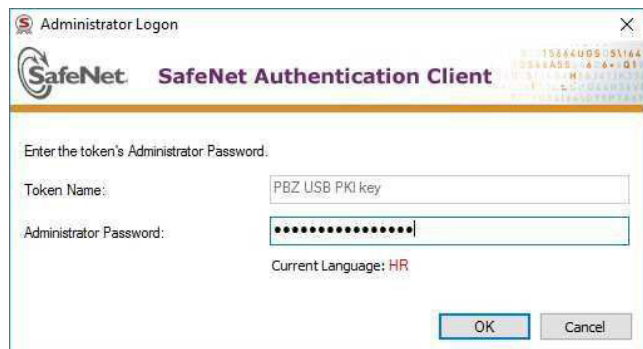 Administrator Logon
SafeNet. SafeNet Authentication Client
Enter the token's Administrator Password.
Token Name: PBZ USB PKI key
Administrator Password: ••••••••••••••••
Current Language: HR
OK Cancel